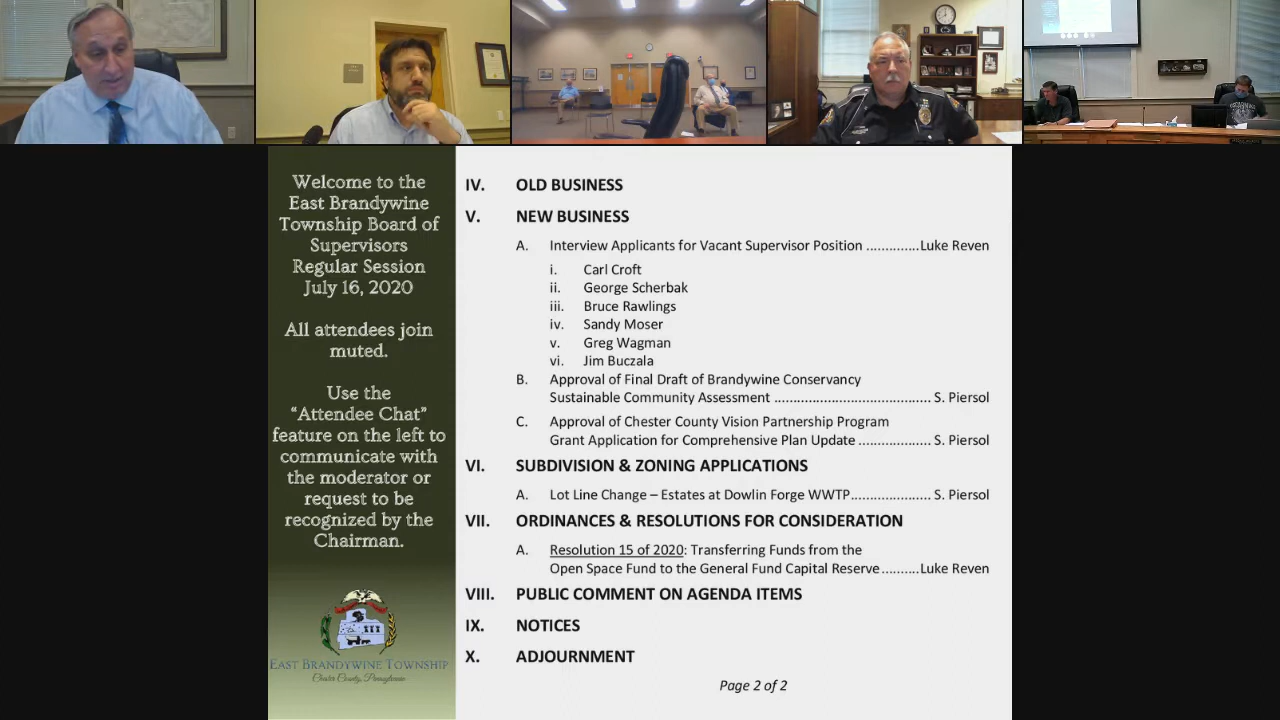 Welcome to the
East Brandywine
Township Board of
Supervisors
Regular Session
July 16, 2020
All attendees join
muted.
Use the
“Attendee Chat”
feature on the left to
communicate with
the moderator or
request to be
recognized by the
Chairman.
EAST BRANDYWINE TOWNSHIP
Chester County, Pennsylvania
IV. OLD BUSINESS
V. NEW BUSINESS
A. Interview Applicants for Vacant Supervisor Position .............Luke Reven
i. Carl Croft
ii. George Scherbak
iii. Bruce Rawlings
iv. Sandy Moser
v. Greg Wagman
vi. Jim Buczala
B. Approval of Final Draft of Brandywine Conservancy
Sustainable Community Assessment ...................................... S. Piersol
C. Approval of Chester County Vision Partnership Program
Grant Application for Comprehensive Plan Update .................. S. Piersol
VI. SUBDIVISION & ZONING APPLICATIONS
A. Lot Line Change – Estates at Dowlin Forge WWTP.................... S. Piersol
VII. ORDINANCES & RESOLUTIONS FOR CONSIDERATION
A. Resolution 15 of 2020: Transferring Funds from the
Open Space Fund to the General Fund Capital Reserve..........Luke Reven
VIII. PUBLIC COMMENT ON AGENDA ITEMS
IX. NOTICES
X. ADJOURNMENT
Page 2 of 2